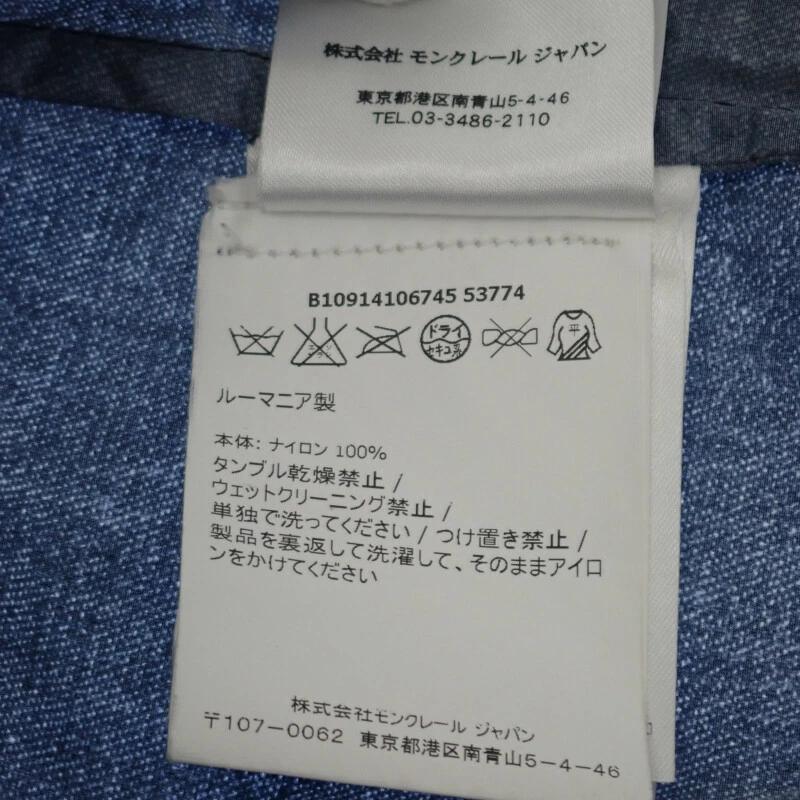 株式会社 モンクレール ジャパン
東京都港区南青山5-4-46
TEL.03-3486-2110
B10914106745 53774
ドライ 平
セキユ系
ルーマニア製
本体: ナイロン 100%
タンブル乾燥禁止 /
ウェットクリーニング禁止 /
単独で洗ってください / つけ置き禁止 /
製品を裏返して洗濯して、そのままアイロ
ンをかけてください
株式会社モンクレール ジャパン
〒107-0062 東京都港区南青山5-4-46